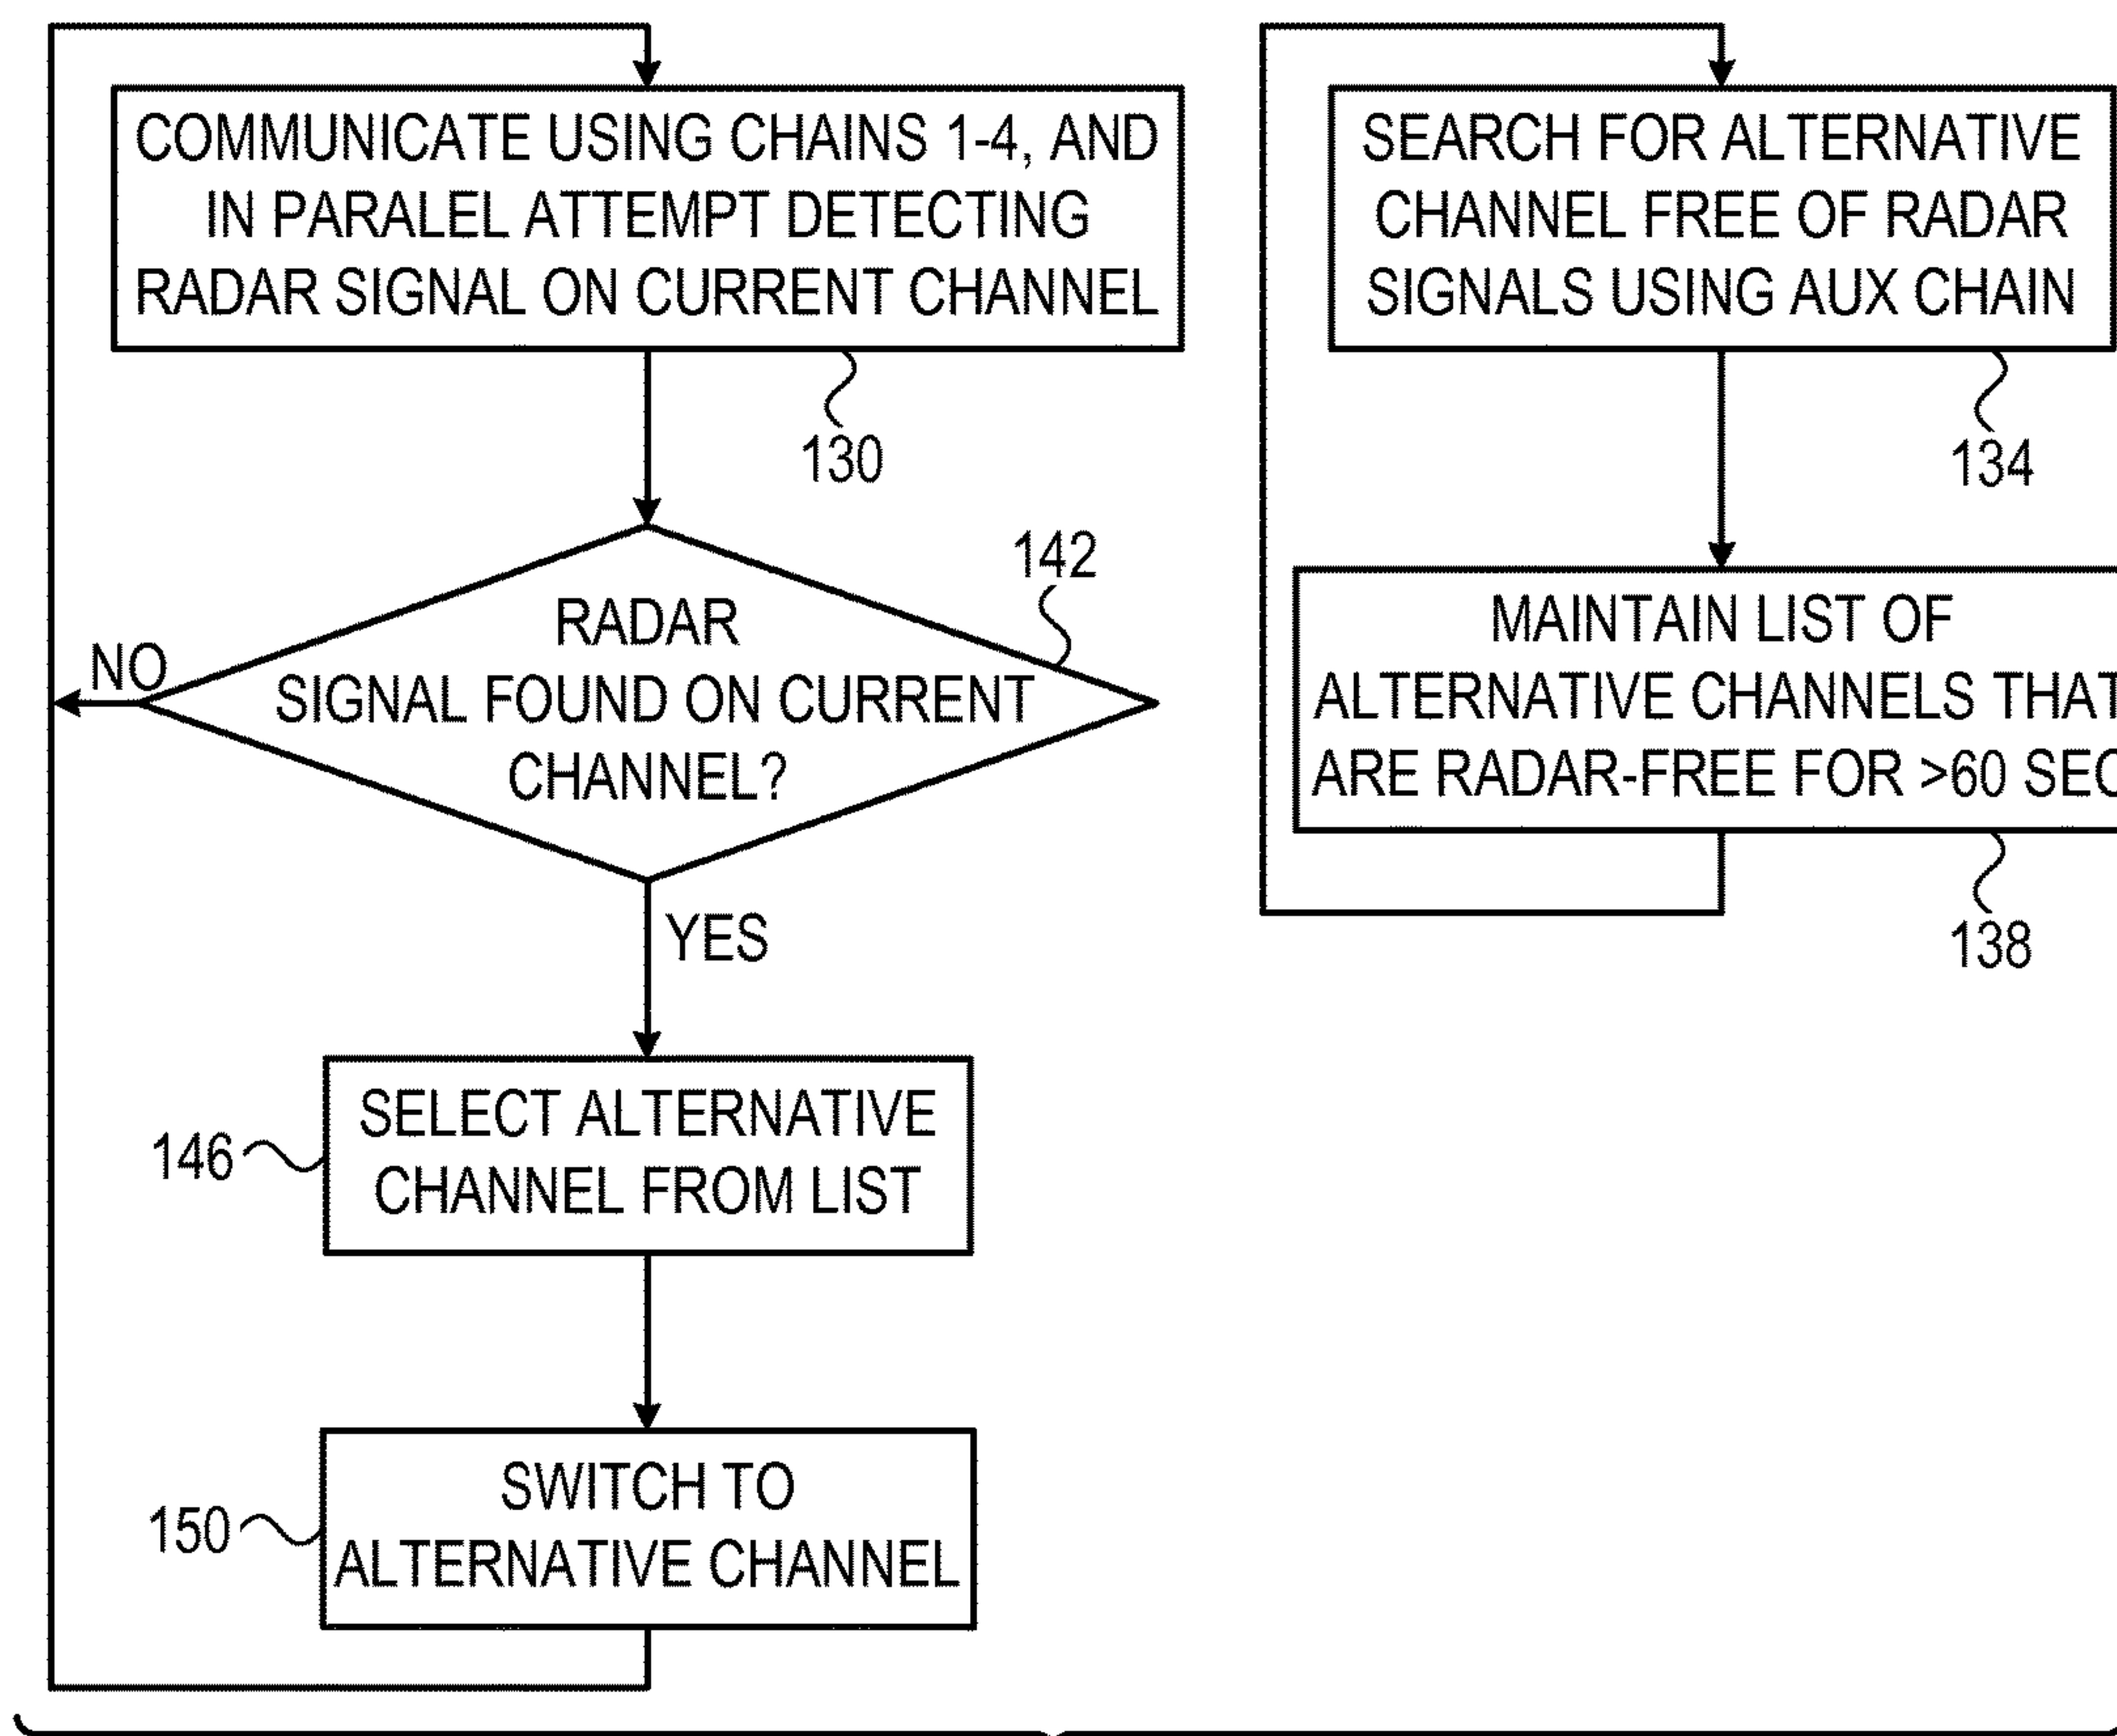 COMMUNICATE USING CHAINS 1-4, AND
IN PARALEL ATTEMPT DETECTING
RADAR SIGNAL ON CURRENT CHANNEL
130
142
RADAR
SIGNAL FOUND ON CURRENT
CHANNEL?
NO
YES
146
SELECT ALTERNATIVE
CHANNEL FROM LIST
150
SWITCH TO
ALTERNATIVE CHANNEL
SEARCH FOR ALTERNATIVE
CHANNEL FREE OF RADAR
SIGNALS USING AUX CHAIN
134
MAINTAIN LIST OF
ALTERNATIVE CHANNELS THAT
ARE RADAR-FREE FOR >60 SEC
138